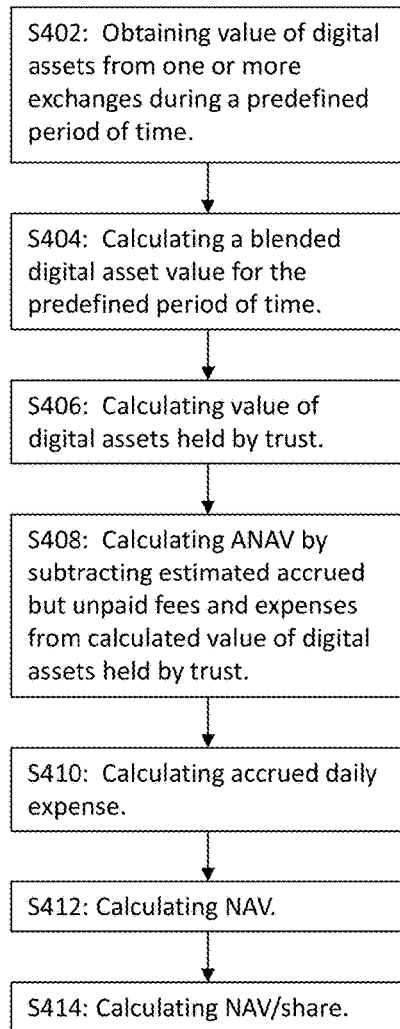 S402: Obtaining value of digital
assets from one or more
exchanges during a predefined
period of time.
S404: Calculating a blended
digital asset value for the
predefined period of time.
S406: Calculating value of
digital assets held by trust.
S408: Calculating ANAV by
subtracting estimated accrued
but unpaid fees and expenses
from calculated value of digital
assets held by trust.
S410: Calculating accrued daily
expense.
S412: Calculating NAV.
S414: Calculating NAV/share.